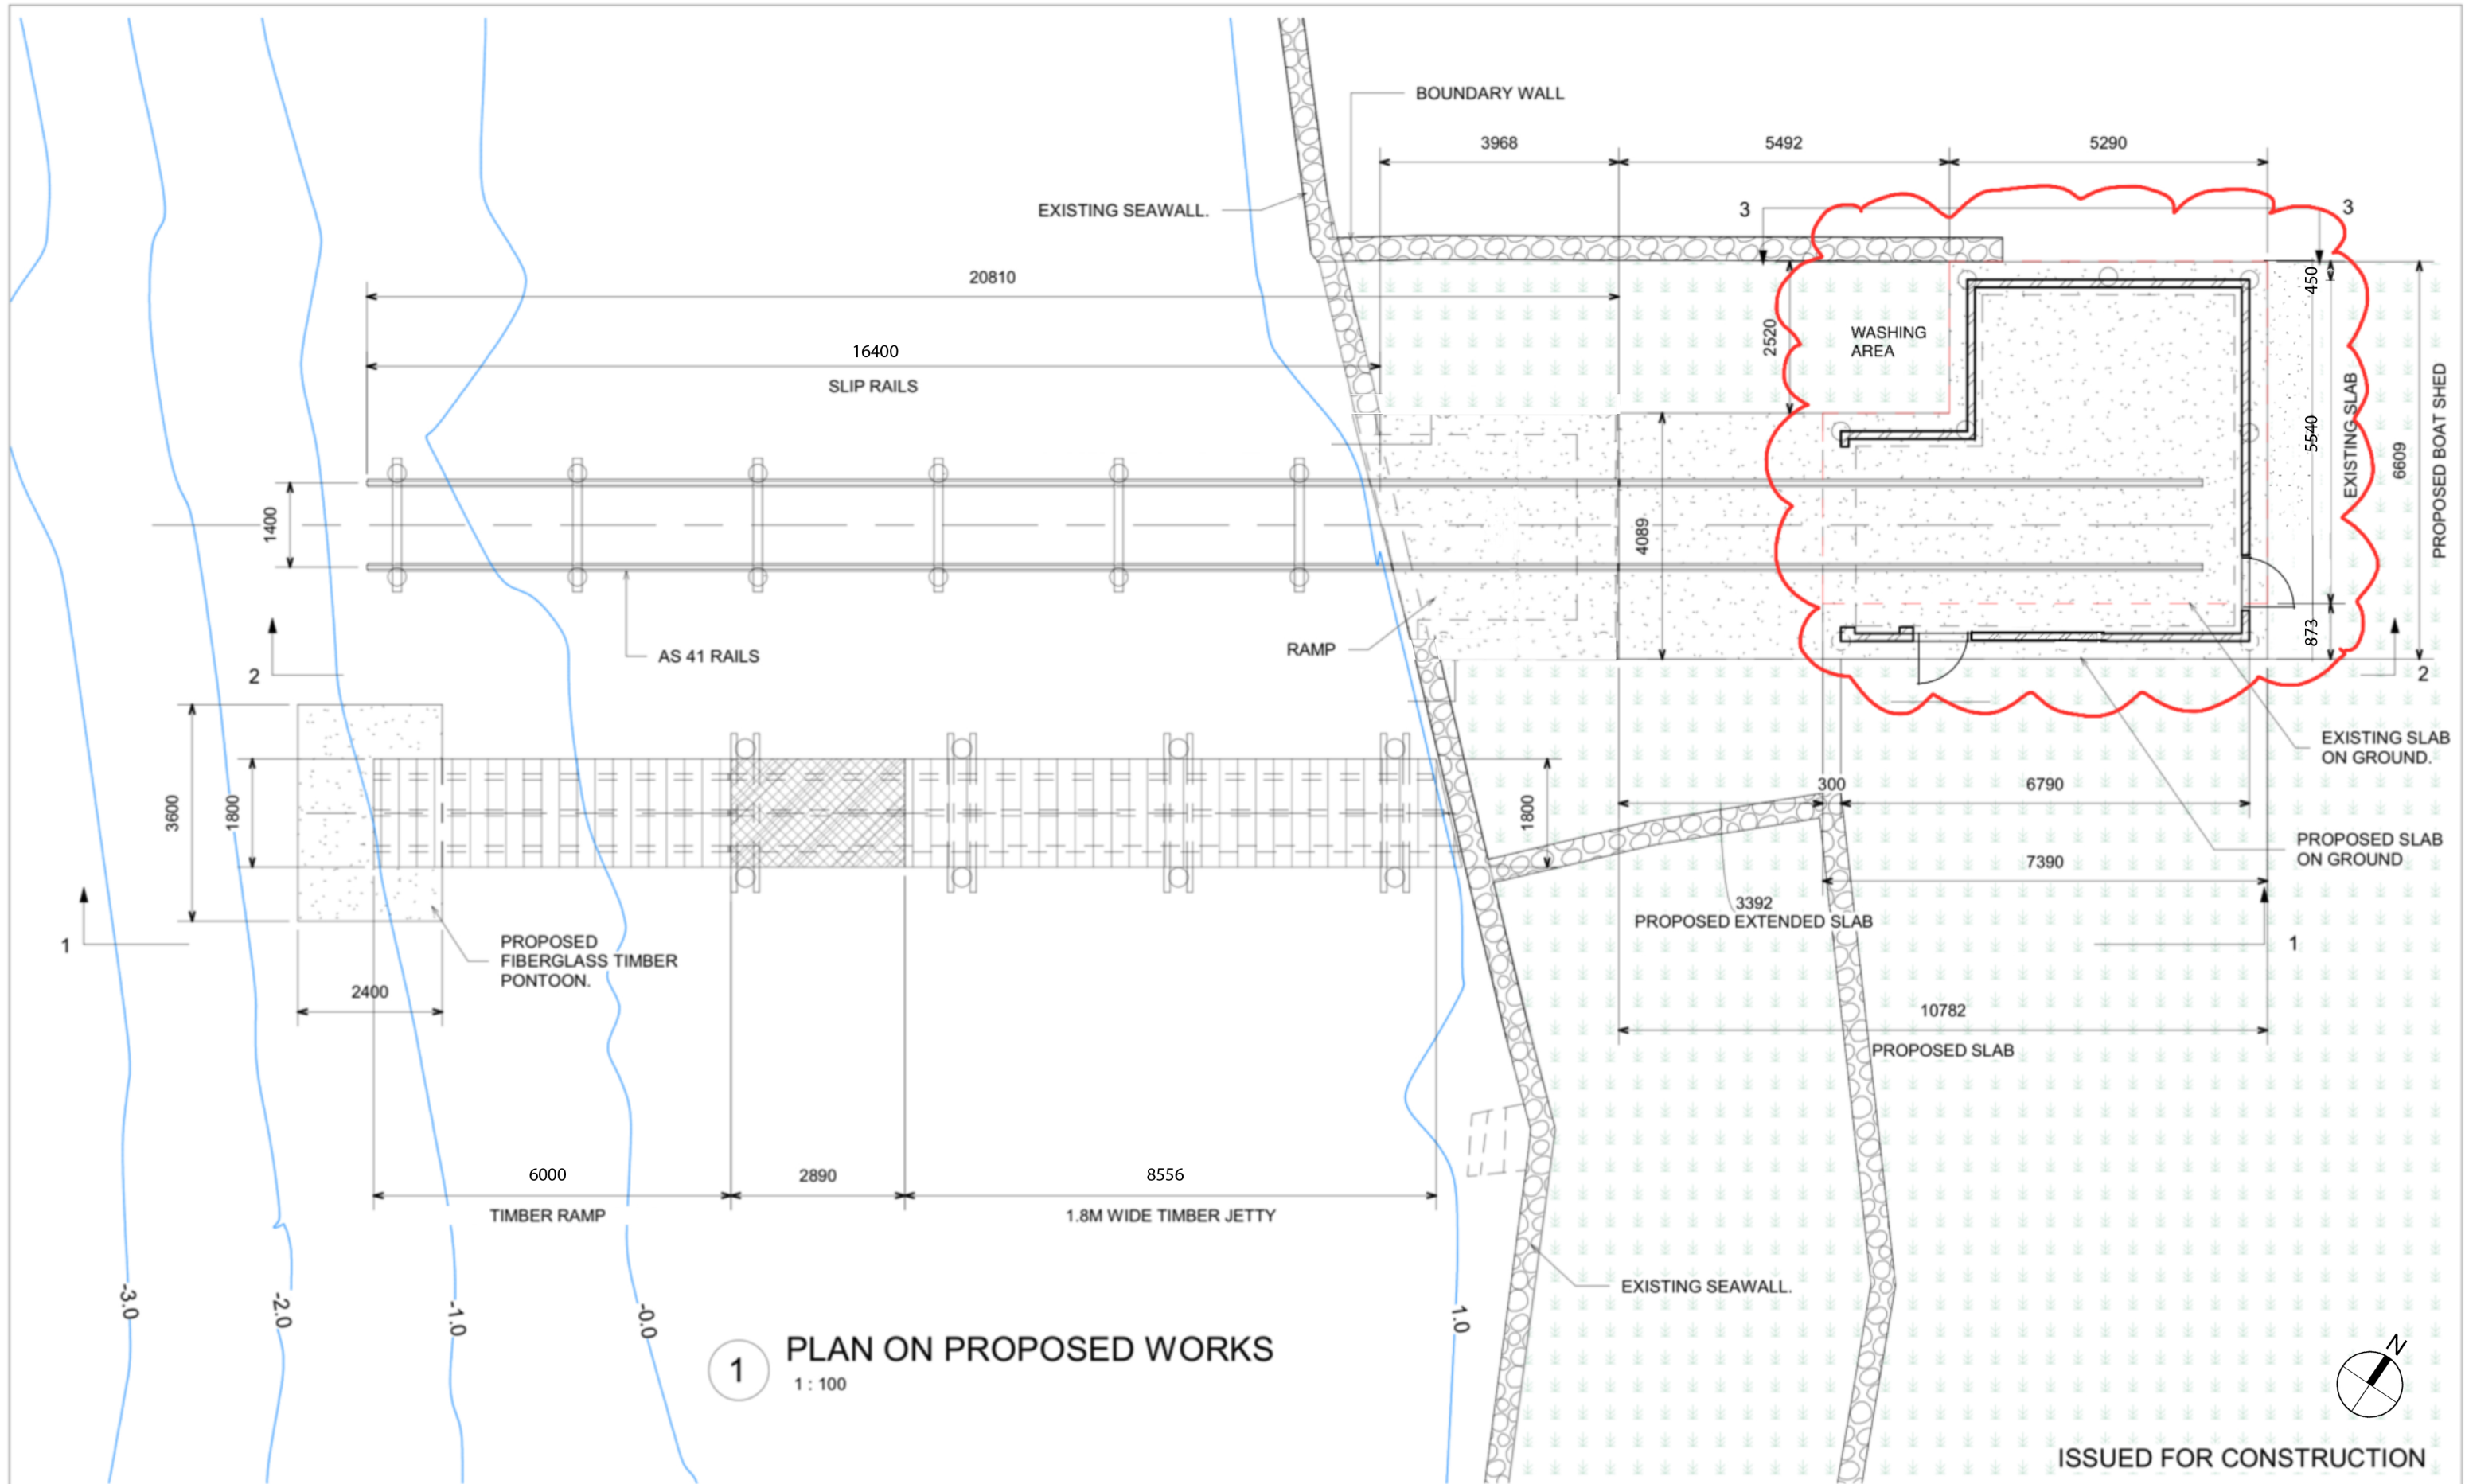 BOUNDARY WALL
3968
5492
5290
EXISTING SEAWALL.
3
3
20810
450
2520
WASHING
AREA
16400
SLIP RAILS
EXISTING SLAB
5540
6609
PROPOSED BOAT SHED
1400
4089
RAMP
AS 41 RAILS
873
2
2
EXISTING SLAB
ON GROUND.
3600
1800
1800
300
6790
PROPOSED SLAB
ON GROUND
7390
3392
PROPOSED EXTENDED SLAB
1
1
PROPOSED
FIBERGLASS TIMBER
PONTOON.
2400
10782
PROPOSED SLAB
6000
2890
8556
TIMBER RAMP
1.8M WIDE TIMBER JETTY
EXISTING SEAWALL.
-3.0
-2.0
-1.0
-0.0
1.0
1
PLAN ON PROPOSED WORKS
1 : 100
N
ISSUED FOR CONSTRUCTION